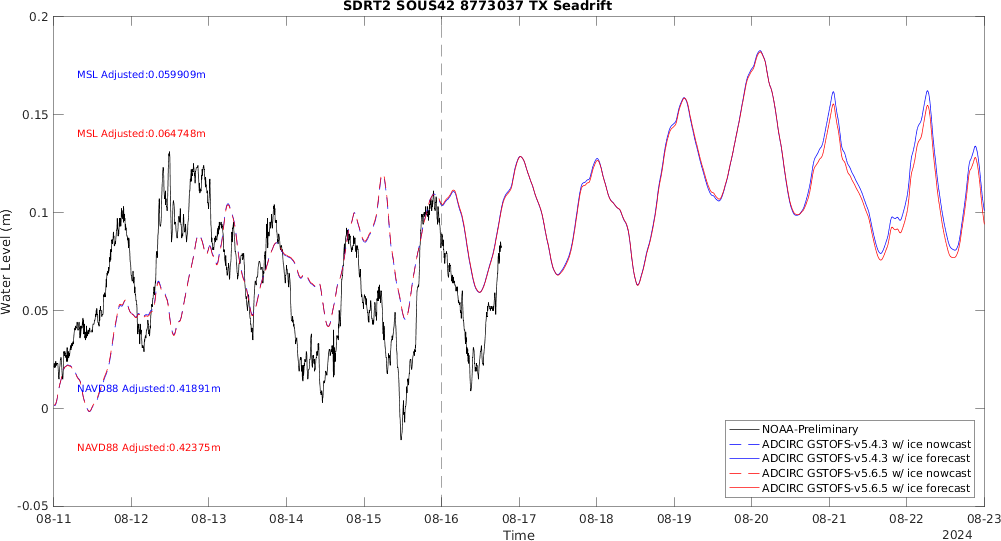 SDRT2 SOUS42 8773037 TX Seadrift
0.2
0.15
0.1
0.05
0
-0.05
Water Level (m)
MSL Adjusted:0.059909m
MSL Adjusted:0.064748m
NAVD88 Adjusted:0.41891m
NAVD88 Adjusted:0.42375m
NOAA-Preliminary
ADCIRC GSTOFS-v5.4.3 w/ ice nowcast
ADCIRC GSTOFS-v5.4.3 w/ ice forecast
ADCIRC GSTOFS-v5.6.5 w/ ice nowcast
ADCIRC GSTOFS-v5.6.5 w/ ice forecast
08-11 08-12 08-13 08-14 08-15 08-16 08-17 08-18 08-19 08-20 08-21 08-22 08-23
Time
2024